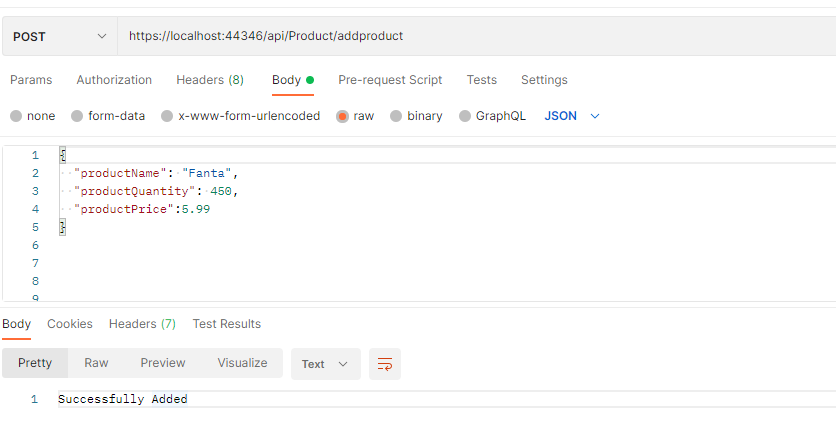 POST https://localhost:44346/api/Product/addproduct
Params Authorization Headers (8) Body Pre-request Script Tests Settings
none form-data x-www-form-urlencoded raw binary GraphQL JSON
1 {
2 "productName": "Fanta",
3 "productQuantity": 450,
4 "productPrice":5.99
5 }
6
7
8
9
Body Cookies Headers (7) Test Results
Pretty Raw Preview Visualize Text
1 Successfully Added